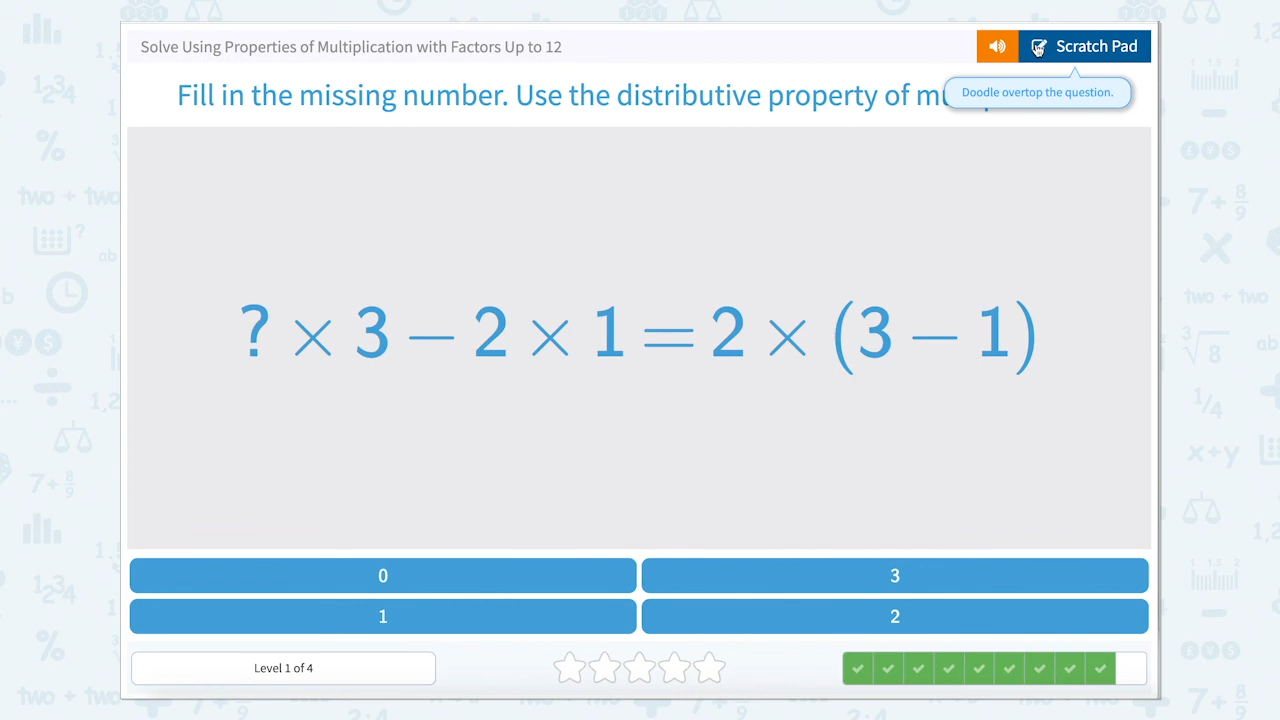 Solve Using Properties of Multiplication with Factors Up to 12
Scratch Pad
Fill in the missing number. Use the distributive property of
Doodle overtop the question.
? × 3 − 2 × 1 = 2 × (3 − 1)
0
3
1
2
Level 1 of 4